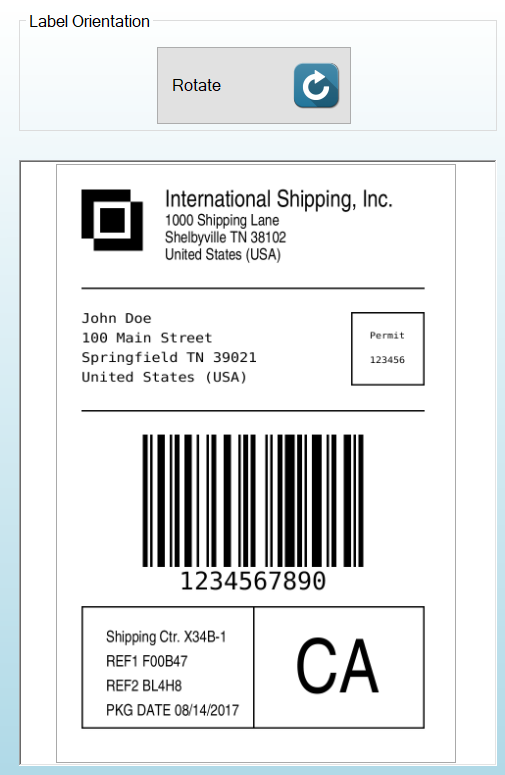 Label Orientation
Rotate
International Shipping, Inc.
1000 Shipping Lane
Shelbyville TN 38102
United States (USA)
John Doe
100 Main Street
Springfield TN 39021
United States (USA)
Permit
123456
1234567890
Shipping Ctr. X34B-1
REF1 F00B47
REF2 BL4H8
PKG DATE 08/14/2017
CA